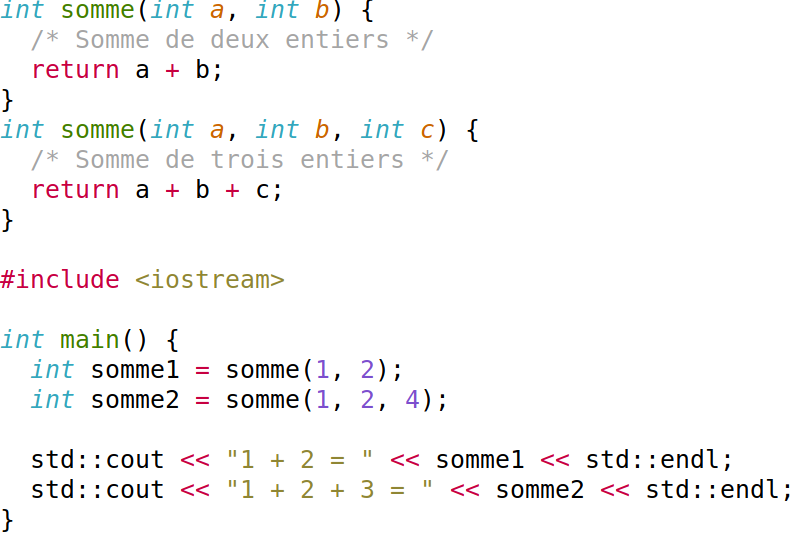 int somme(int a, int b) {
  /* Somme de deux entiers */
  return a + b;
}
int somme(int a, int b, int c) {
  /* Somme de trois entiers */
  return a + b + c;
}

#include <iostream>

int main() {
  int somme1 = somme(1, 2);
  int somme2 = somme(1, 2, 4);

  std::cout << "1 + 2 = " << somme1 << std::endl;
  std::cout << "1 + 2 + 3 = " << somme2 << std::endl;
}